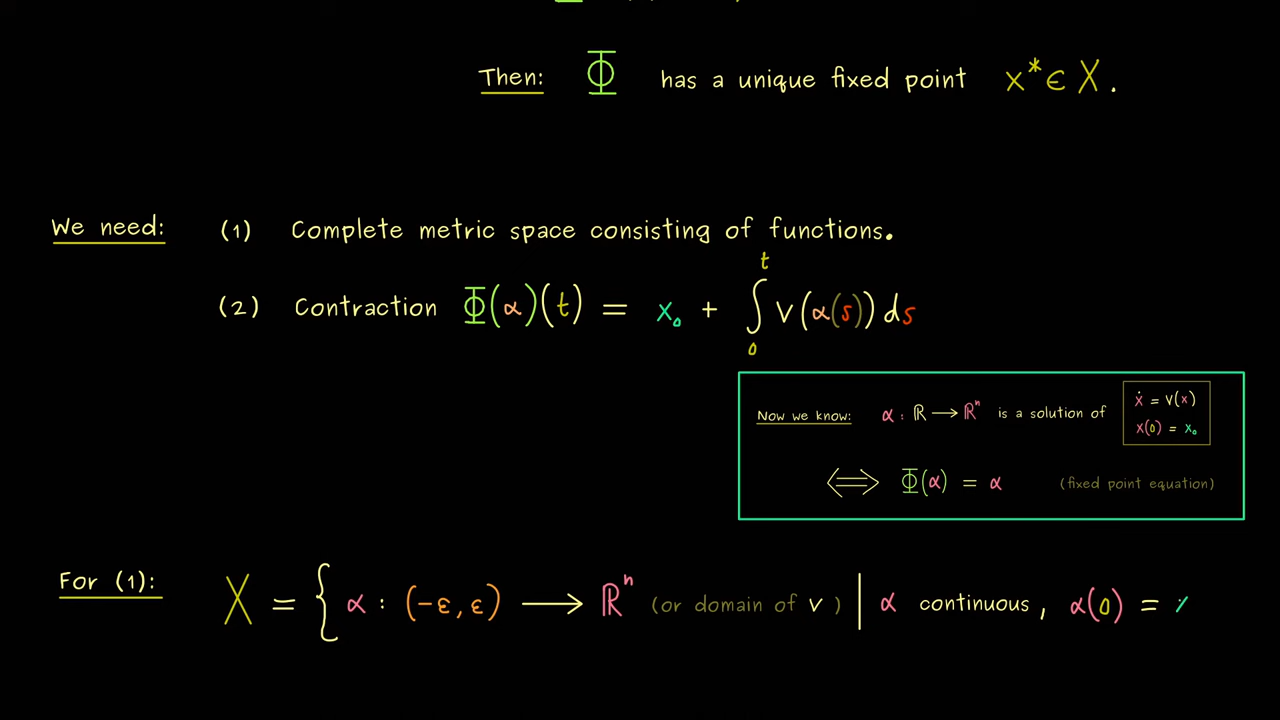 Then: Φ has a unique fixed point x* ∈ X.
We need: (1) Complete metric space consisting of functions.
(2) Contraction Φ(α)(t) = x₀ + ∫₀ᵗ v(α(s)) ds
Now we know: α : ℝ ⟶ ℝⁿ is a solution of ẋ = v(x)
x(0) = x₀
⟺ Φ(α) = α (fixed point equation)
For (1): X = { α : (-ε, ε) ⟶ ℝⁿ (or domain of v) | α continuous, α(0) =